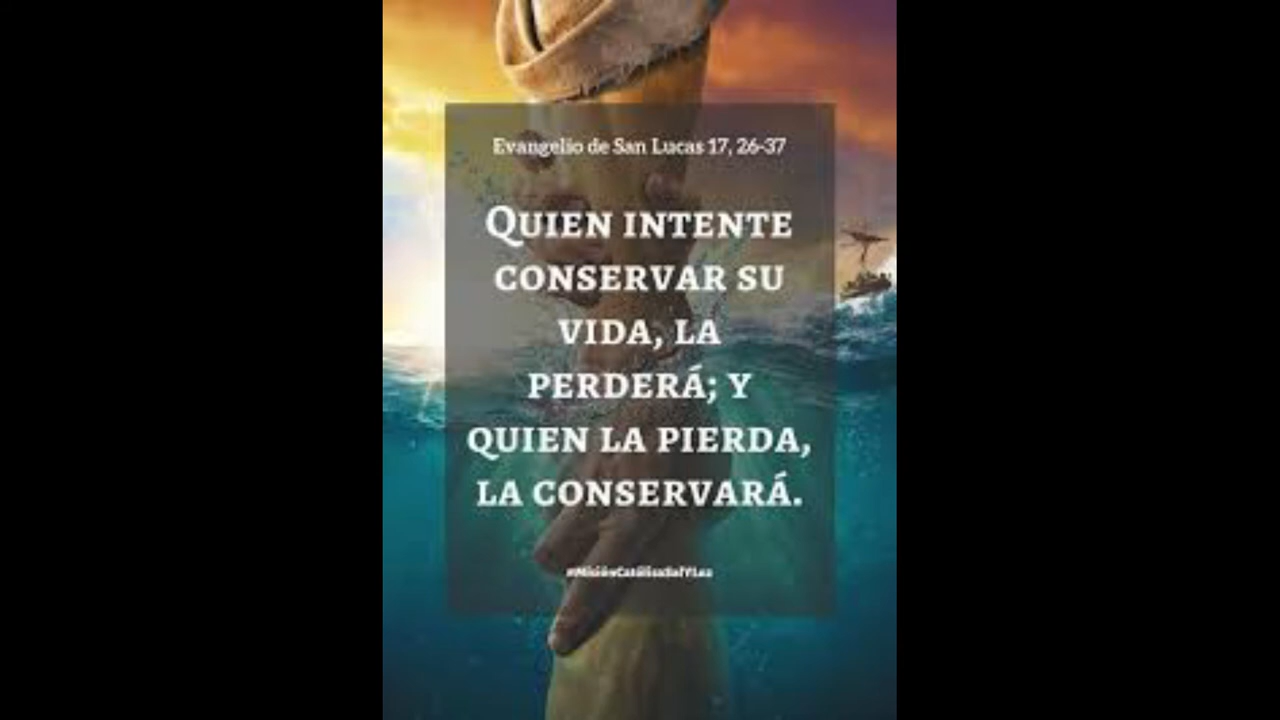 Evangelio de San Lucas 17, 26-37
Quien intente
conservar su
vida, la
perderá; y
quien la pierda,
la conservará.
#MisiónCatólicaSalYLuz